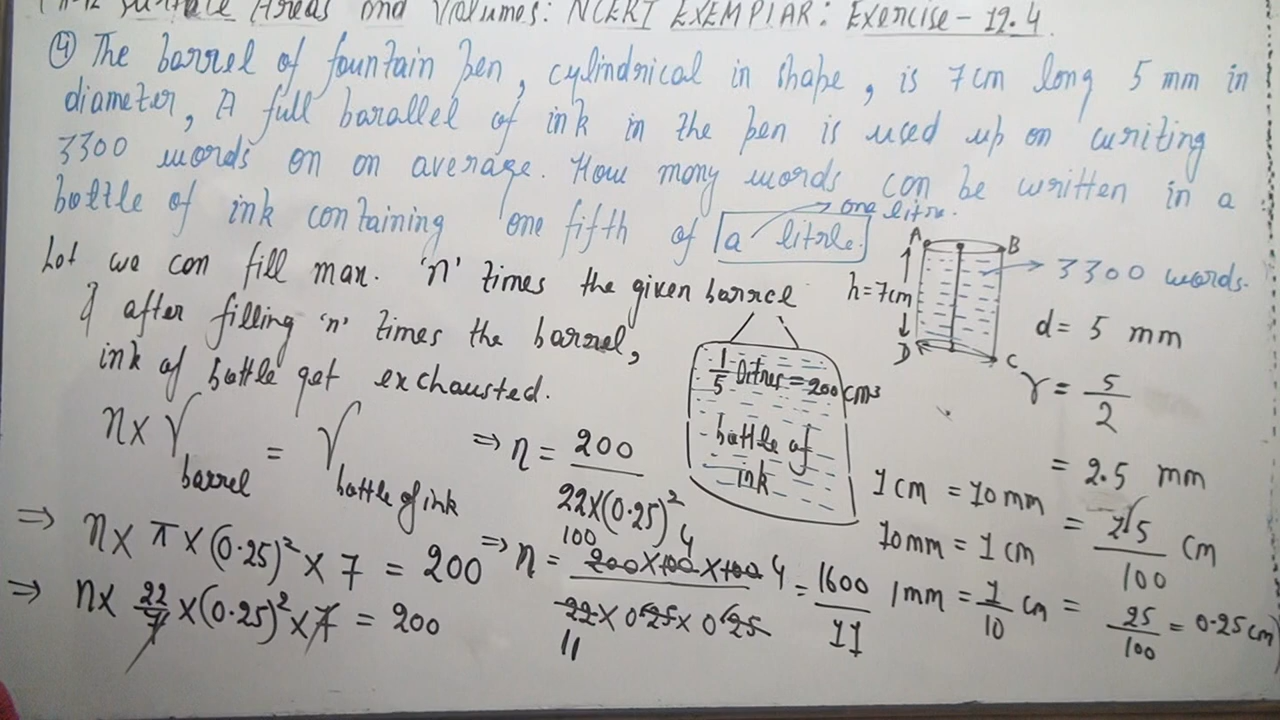 Surface Areas and Volumes: NCERT EXEMPLAR: Exercise - 12.4
④ The barrel of fountain pen, cylindrical in shape, is 7cm long 5 mm in
diameter, A full barallel of ink in the pen is used up on writing
3300 words on on average. How many words can be written in a
bottle of ink containing one fifth of a litrle.
→ one litre.
Let we can fill max. 'n' times the given barrel
& after filling 'n' times the barrel,
ink of bottle get exchausted.
A B
h=7cm
D C
→ 3300 words.
1/5 litres = 200 cm³
bottle of
ink
d = 5 mm
r = 5/2
= 2.5 mm
= 25/100 cm
n × V barrel = V bottle of ink
⇒ n × π × (0.25)² × 7 = 200
⇒ n × 22/7 × (0.25)² × 7 = 200
⇒ n = 200 / 22×(0.25)²
⇒ n = 200×100×100 4 / 22×0.25×0.25 = 1600/11
100 4
11
1 cm = 10 mm
10mm = 1 cm
1mm = 1/10 cm = 25/100 = 0.25 cm